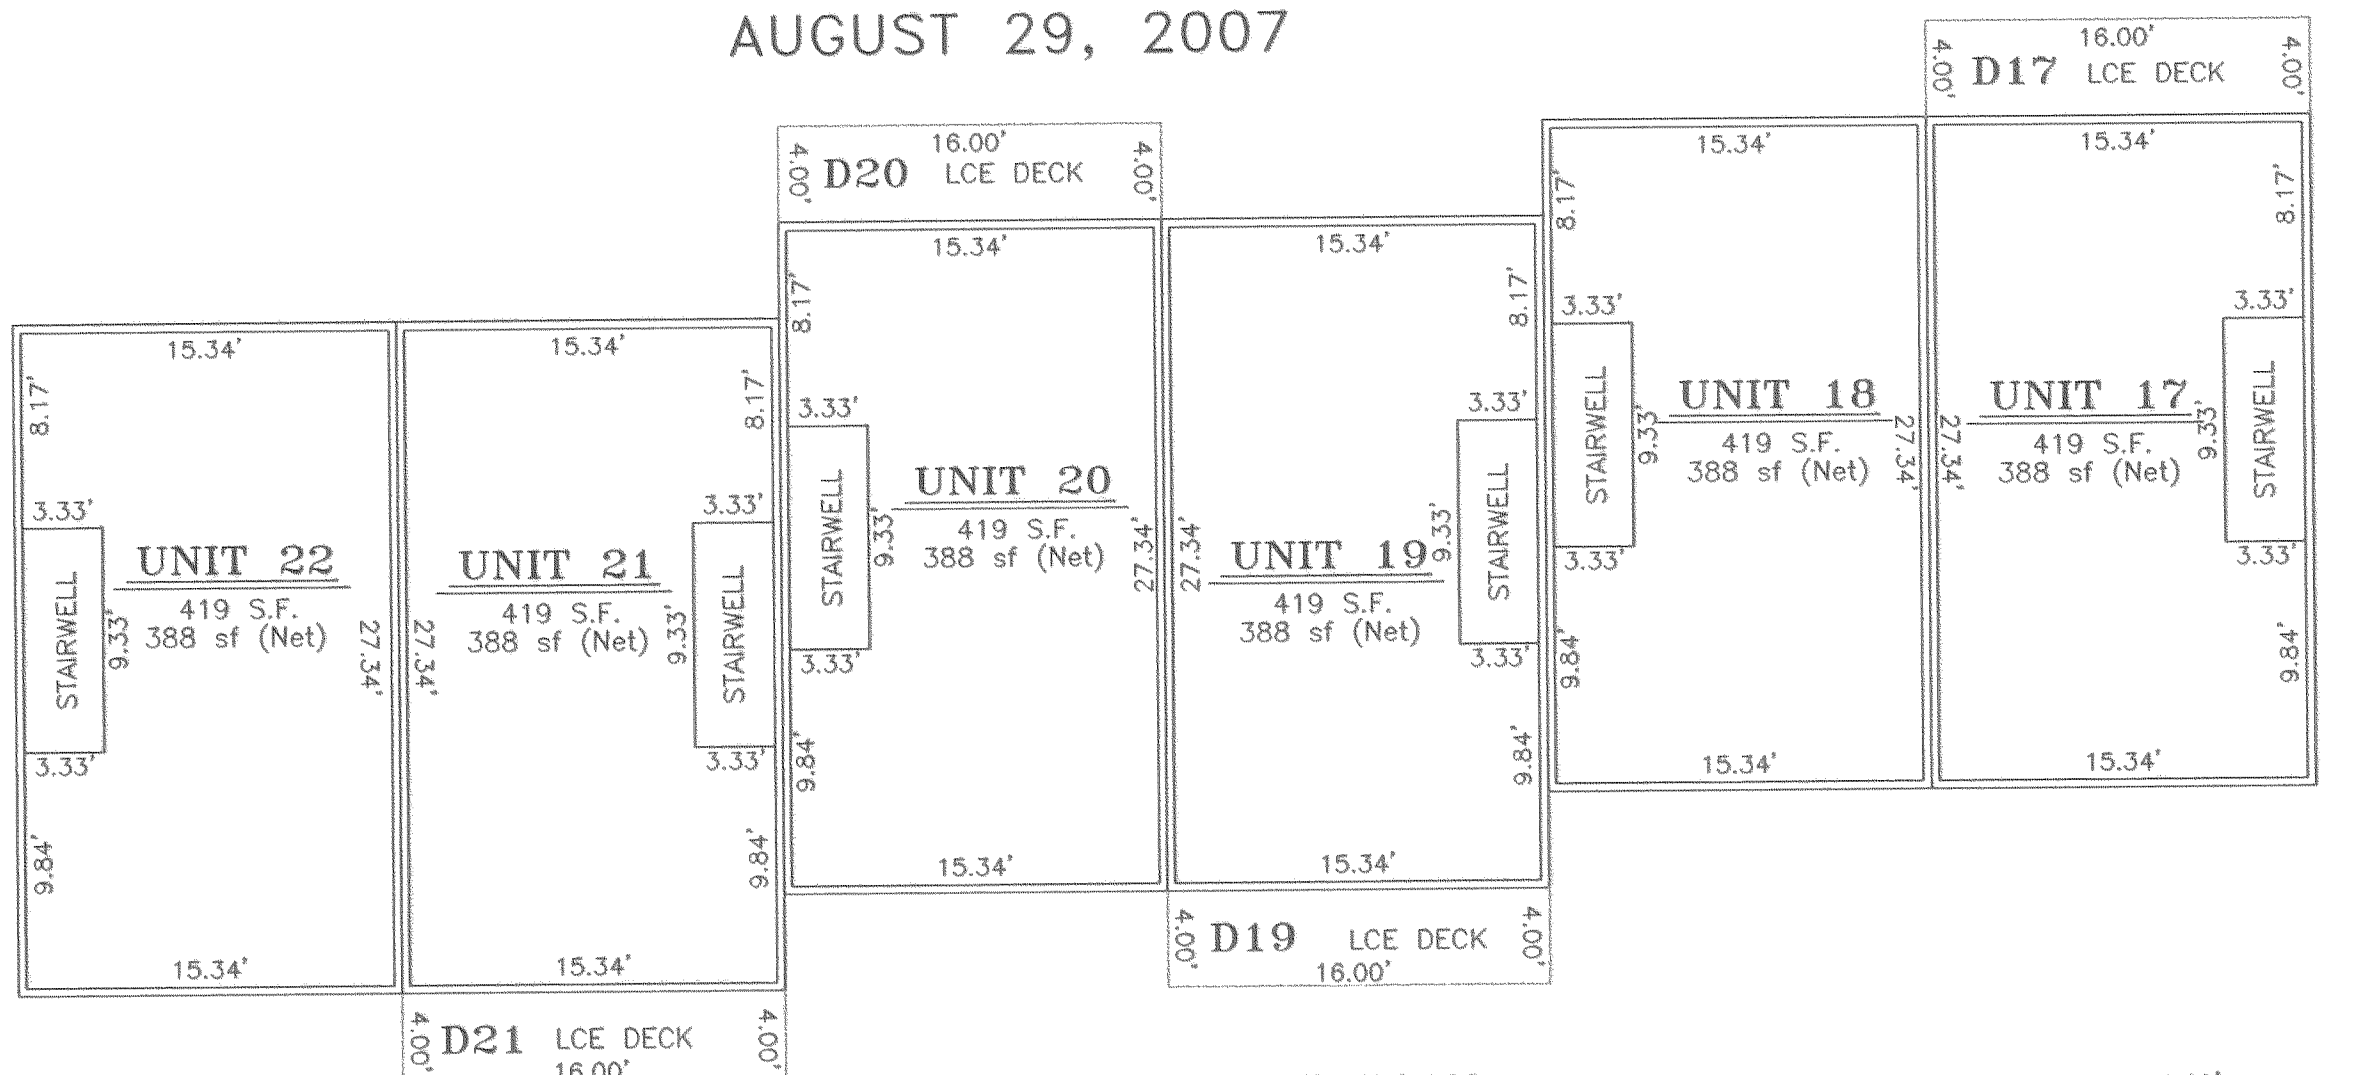 AUGUST 29, 2007
16.00'
4.00' D17 LCE DECK 4.00'
16.00'
4.00' D20 LCE DECK 4.00'
15.34'
8.17'
3.33'
STAIRWELL
9.33'
3.33'
9.84'
UNIT 22
419 S.F.
388 sf (Net)
27.34'
15.34'
15.34'
8.17'
3.33'
STAIRWELL
9.33'
3.33'
9.84'
UNIT 21
419 S.F.
388 sf (Net)
27.34'
15.34'
4.00' D21 LCE DECK 4.00'
16.00'
15.34'
8.17'
3.33'
STAIRWELL
9.33'
3.33'
9.84'
UNIT 20
419 S.F.
388 sf (Net)
27.34'
15.34'
15.34'
8.17'
3.33'
STAIRWELL
9.33'
3.33'
9.84'
UNIT 19
419 S.F.
388 sf (Net)
27.34'
15.34'
4.00' D19 LCE DECK 4.00'
16.00'
15.34'
8.17'
3.33'
STAIRWELL
9.33'
3.33'
9.84'
UNIT 18
419 S.F.
388 sf (Net)
27.34'
15.34'
15.34'
8.17'
3.33'
STAIRWELL
9.33'
3.33'
9.84'
UNIT 17
419 S.F.
388 sf (Net)
27.34'
15.34'